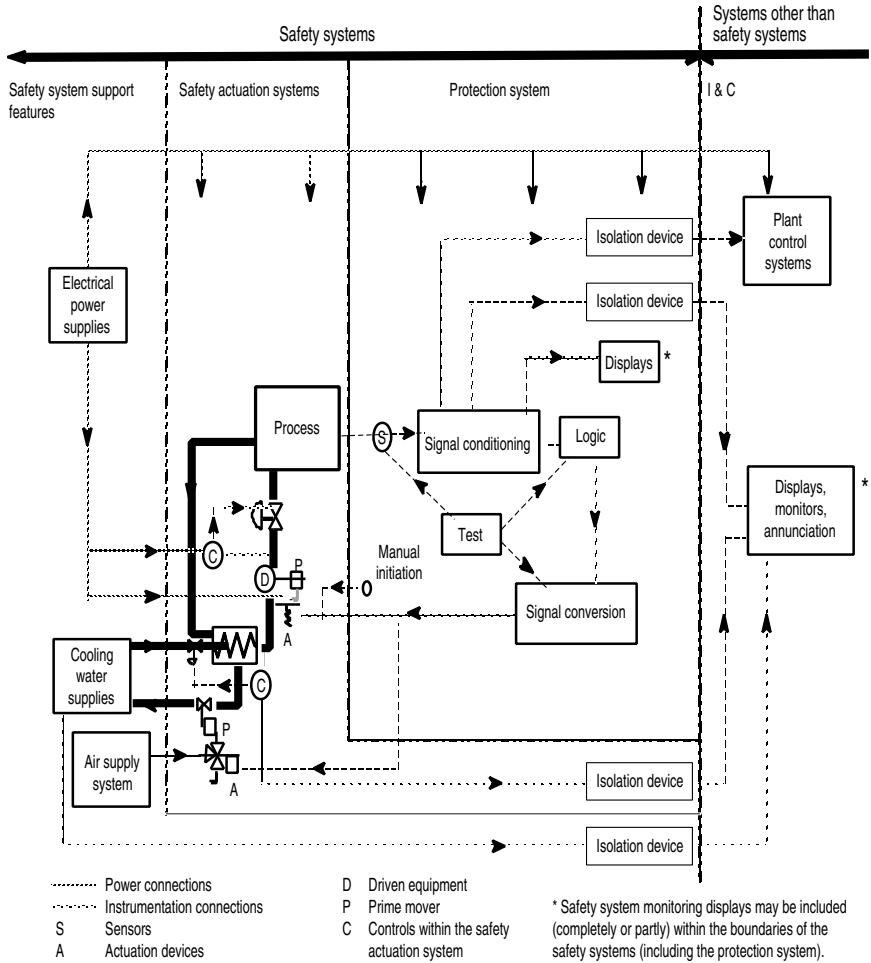 Safety systems
Systems other than
safety systems
Safety system support
features
Safety actuation systems
Protection system
I & C
Isolation device
Plant
control
systems
Electrical
power
supplies
Isolation device
Displays
*
Process
S
Signal conditioning
Logic
Displays,
monitors,
annunciation
*
Test
C
Manual
initiation
P
D
Signal conversion
A
Cooling
water
supplies
C
P
Air supply
system
A
Isolation device
Isolation device
Power connections
Instrumentation connections
S Sensors
A Actuation devices
D Driven equipment
P Prime mover
C Controls within the safety
actuation system
* Safety system monitoring displays may be included
(completely or partly) within the boundaries of the
safety systems (including the protection system).